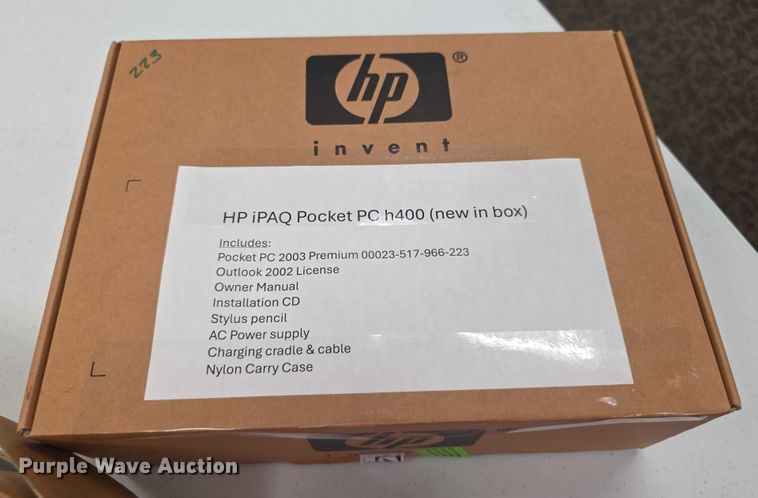 223
hp®
invent
HP iPAQ Pocket PC h400 (new in box)
Includes:
Pocket PC 2003 Premium 00023-517-966-223
Outlook 2002 License
Owner Manual
Installation CD
Stylus pencil
AC Power supply
Charging cradle & cable
Nylon Carry Case
hp
Purple Wave Auction